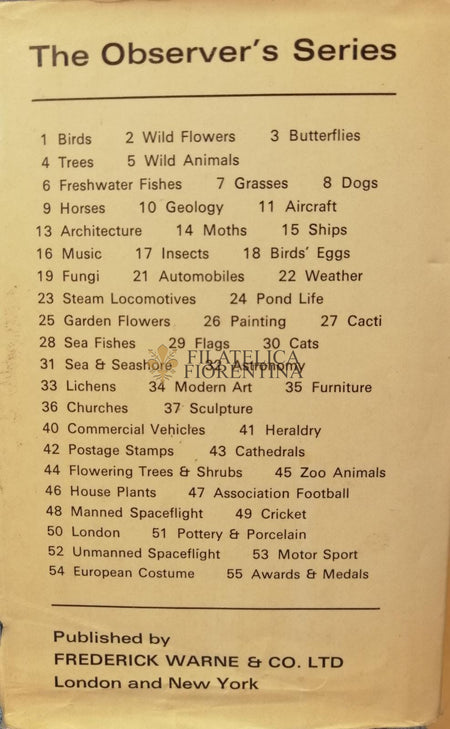 The Observer's Series
1 Birds 2 Wild Flowers 3 Butterflies
4 Trees 5 Wild Animals
6 Freshwater Fishes 7 Grasses 8 Dogs
9 Horses 10 Geology 11 Aircraft
13 Architecture 14 Moths 15 Ships
16 Music 17 Insects 18 Birds' Eggs
19 Fungi 21 Automobiles 22 Weather
23 Steam Locomotives 24 Pond Life
25 Garden Flowers 26 Painting 27 Cacti
28 Sea Fishes 29 Flags 30 Cats
31 Sea & Seashore 32 Astronomy
FILATELICA
FIORENTINA
33 Lichens 34 Modern Art 35 Furniture
36 Churches 37 Sculpture
40 Commercial Vehicles 41 Heraldry
42 Postage Stamps 43 Cathedrals
44 Flowering Trees & Shrubs 45 Zoo Animals
46 House Plants 47 Association Football
48 Manned Spaceflight 49 Cricket
50 London 51 Pottery & Porcelain
52 Unmanned Spaceflight 53 Motor Sport
54 European Costume 55 Awards & Medals
Published by
FREDERICK WARNE & CO. LTD
London and New York